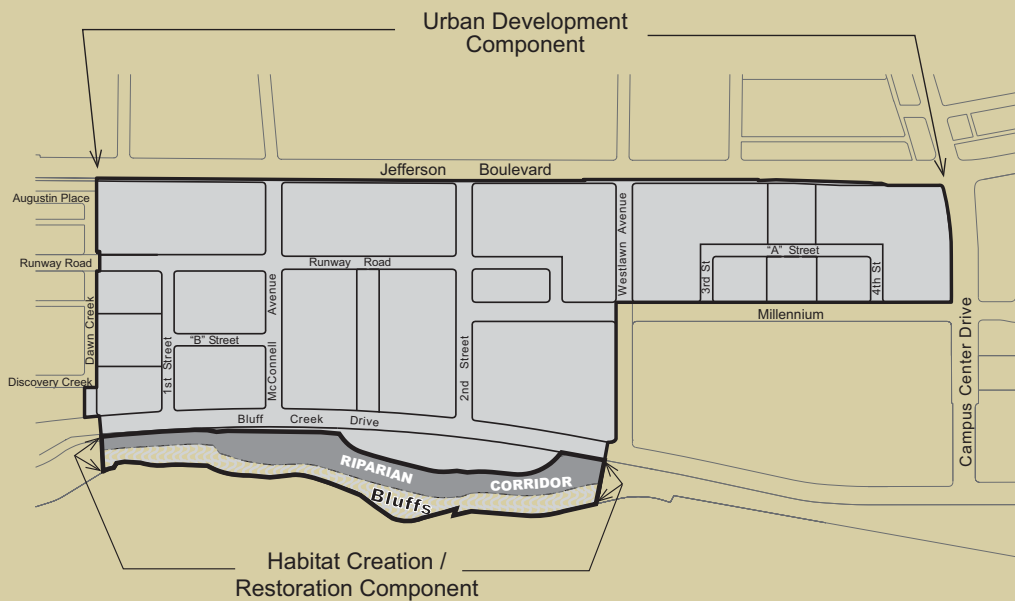 Urban Development
Component
Jefferson Boulevard
Augustin Place
Westlawn Avenue
"A" Street
Runway Road
Runway Road
3rd St
4th St
Avenue
McConnell
Millennium
Dawn Creek
"B" Street
1st Street
2nd Street
Campus Center Drive
Discovery Creek
Bluff Creek Drive
RIPARIAN
CORRIDOR
Bluffs
Habitat Creation /
Restoration Component